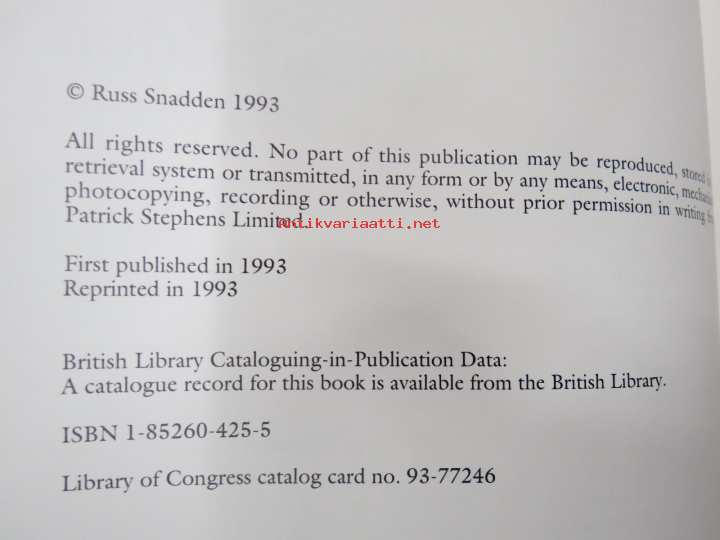 © Russ Snadden 1993
All rights reserved. No part of this publication may be reproduced, stored
retrieval system or transmitted, in any form or by any means, electronic,
photocopying, recording or otherwise, without prior permission in writing
Patrick Stephens Limited.
antikvariaatti.net
First published in 1993
Reprinted in 1993
British Library Cataloguing-in-Publication Data:
A catalogue record for this book is available from the British Library.
ISBN 1-85260-425-5
Library of Congress catalog card no. 93-77246